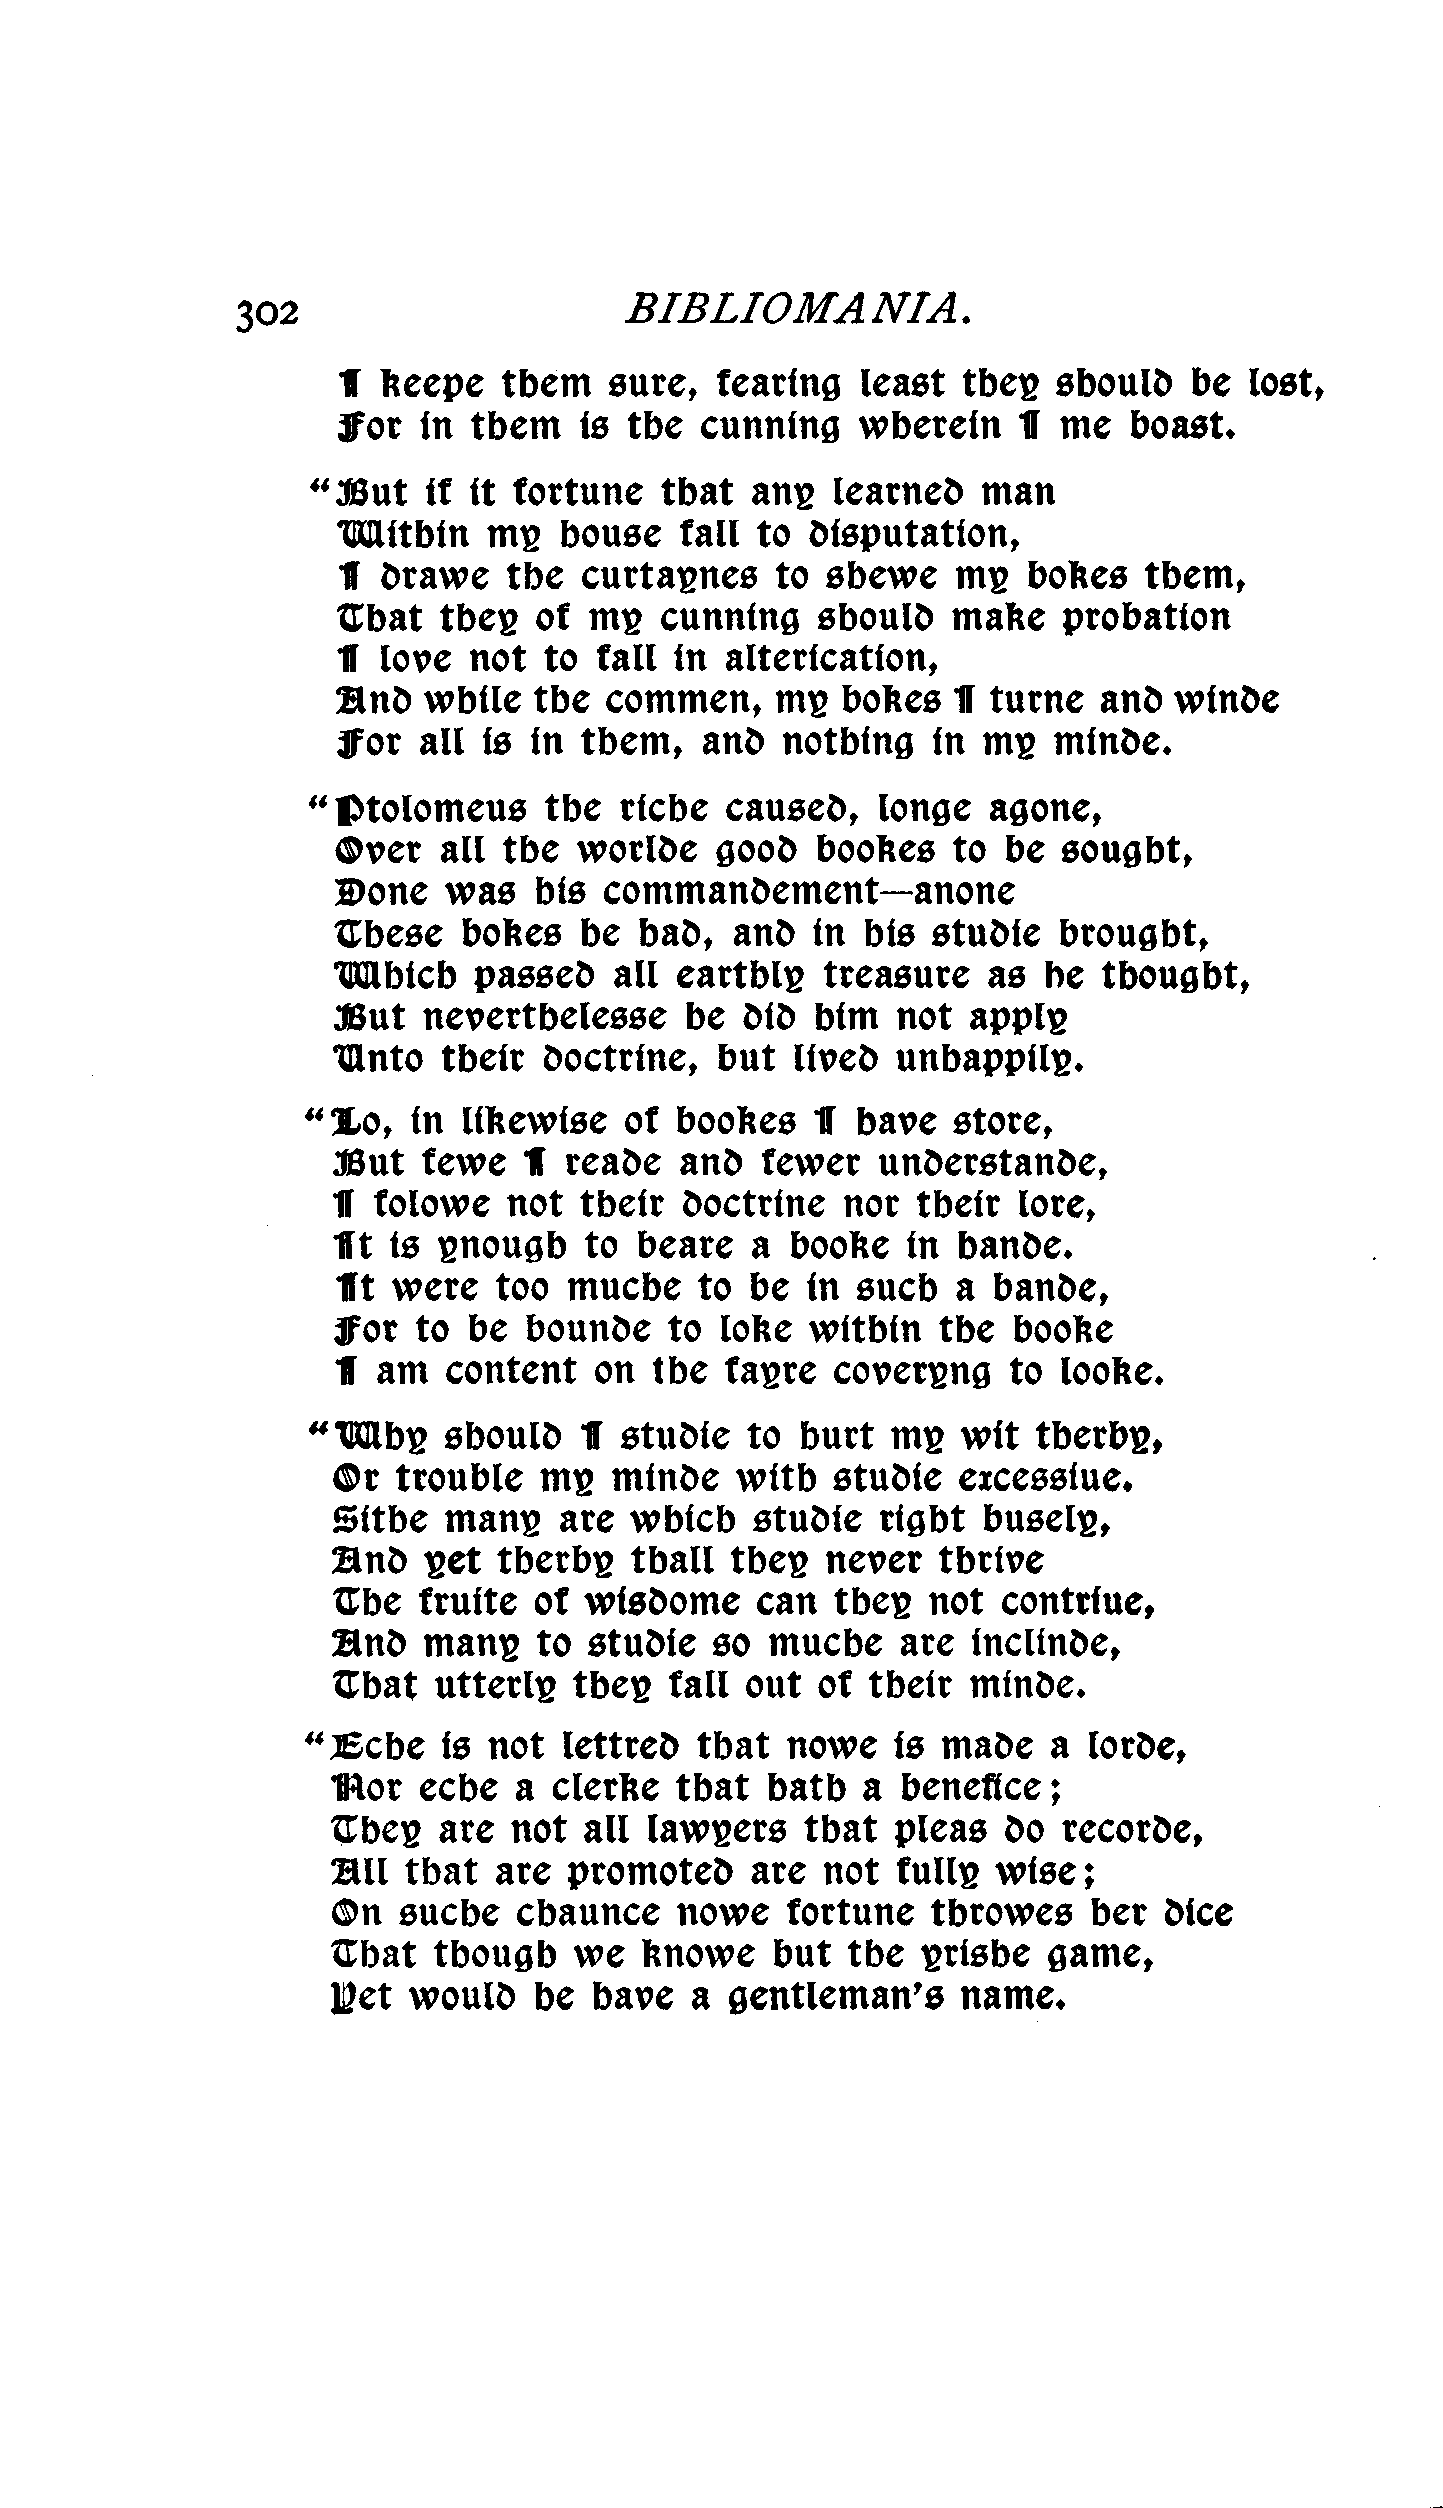 302 BIBLIOMANIA.
I keepe them sure, fearing least they should be lost,
For in them is the cunning wherein I me boast.
"But if it fortune that any learned man
Within my house fall to disputation,
I drawe the curtaynes to shewe my bokes them,
That they of my cunning should make probation
I love not to fall in alterication,
And while the commen, my bokes I turne and winde
For all is in them, and nothing in my minde.
"Ptolomeus the riche caused, longe agone,
Over all the worlde good bookes to be sought,
Done was his commandement—anone
These bokes he had, and in his studie brought,
Which passed all earthly treasure as he thought,
But neverthelesse he did him not apply
Unto their doctrine, but lived unhappily.
"Lo, in likewise of bookes I have store,
But fewe I reade and fewer understande,
I folowe not their doctrine nor their lore,
It is ynough to beare a booke in hande.
It were too muche to be in such a bande,
For to be bounde to loke within the booke
I am content on the fayre coveryng to looke.
"Why should I studie to hurt my wit therby,
Or trouble my minde with studie excessiue.
Sithe many are which studie right busely,
And yet therby thall they never thrive
The fruite of wisdome can they not contriue,
And many to studie so muche are inclinde,
That utterly they fall out of their minde.
"Eche is not lettred that nowe is made a lorde,
Nor eche a clerke that hath a benefice;
They are not all lawyers that pleas do recorde,
All that are promoted are not fully wise;
On suche chaunce nowe fortune throwes her dice
That though we knowe but the yrishe game,
Yet would he have a gentleman's name.